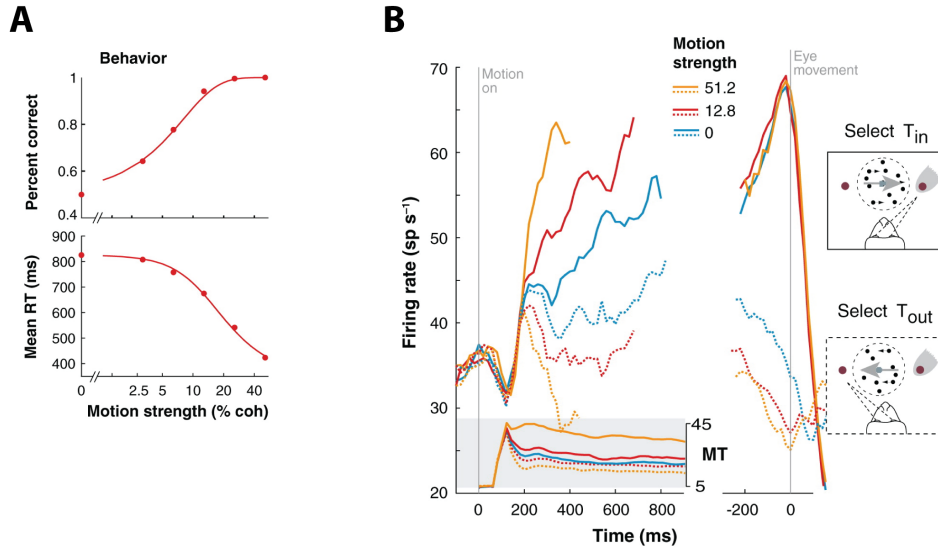 A
Behavior
Percent correct
1
0.8
0.6
0.4
Mean RT (ms)
900
800
700
600
500
400
0 2.5 5 10 20 40
Motion strength (% coh)
B
Motion on
Eye movement
Motion strength
51.2
12.8
0
Firing rate (sp s⁻¹)
70
60
50
40
30
20
45
MT
5
0 200 400 600 800
-200 0
Time (ms)
Select Tin
Select Tout